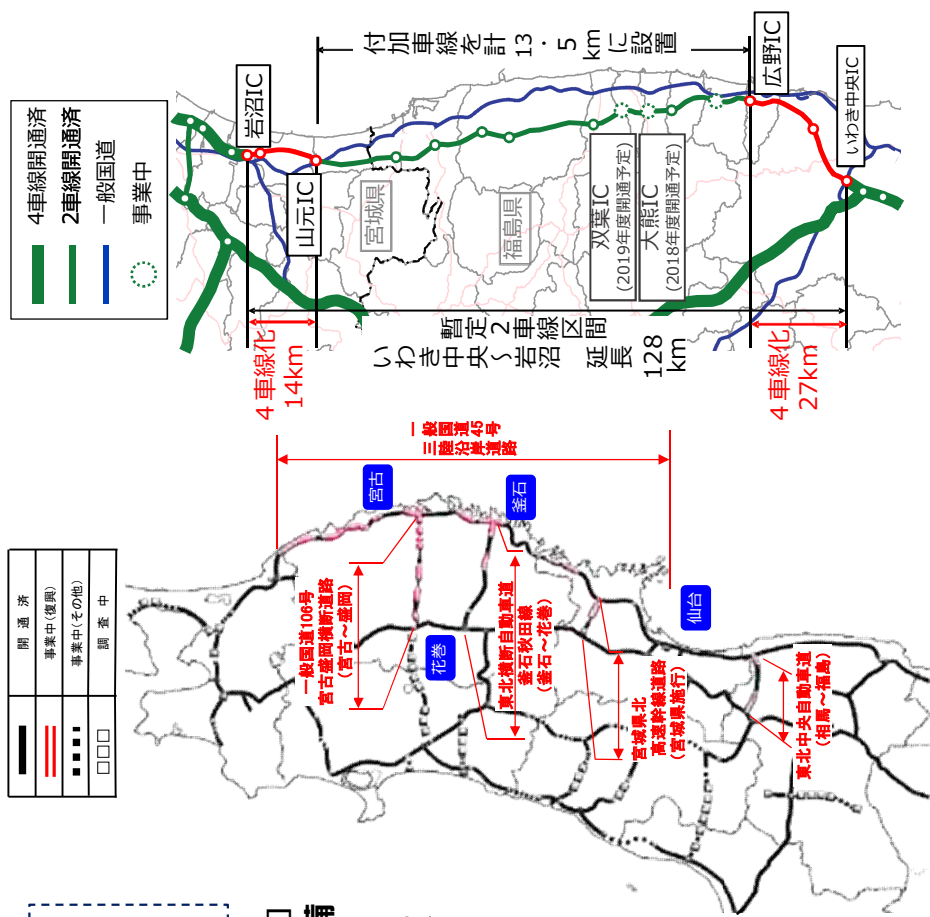 4車線開通済
2車線開通済
一般国道
事業中
岩沼IC
山元IC
宮城県
福島県
双葉IC
(2019年度開通予定)
大熊IC
(2018年度開通予定)
広野IC
いわき中央IC
付加車線を計
13・5
kmに設置
暫定2車線区間
いわき中央~岩沼
延長 128
km
4車線化
14km
4車線化
27km
開通済
事業中(復興)
事業中(その他)
調査中
一般国道45号
三陸沿岸道路
宮古
釜石
花巻
仙台
一般国道106号
宮古盛岡横断道路
(宮古~盛岡)
東北横断自動車道
釜石秋田線
(釜石~花巻)
宮城県北
高速幹線道路
(宮城県施行)
東北中央自動車道
(相馬~福島)